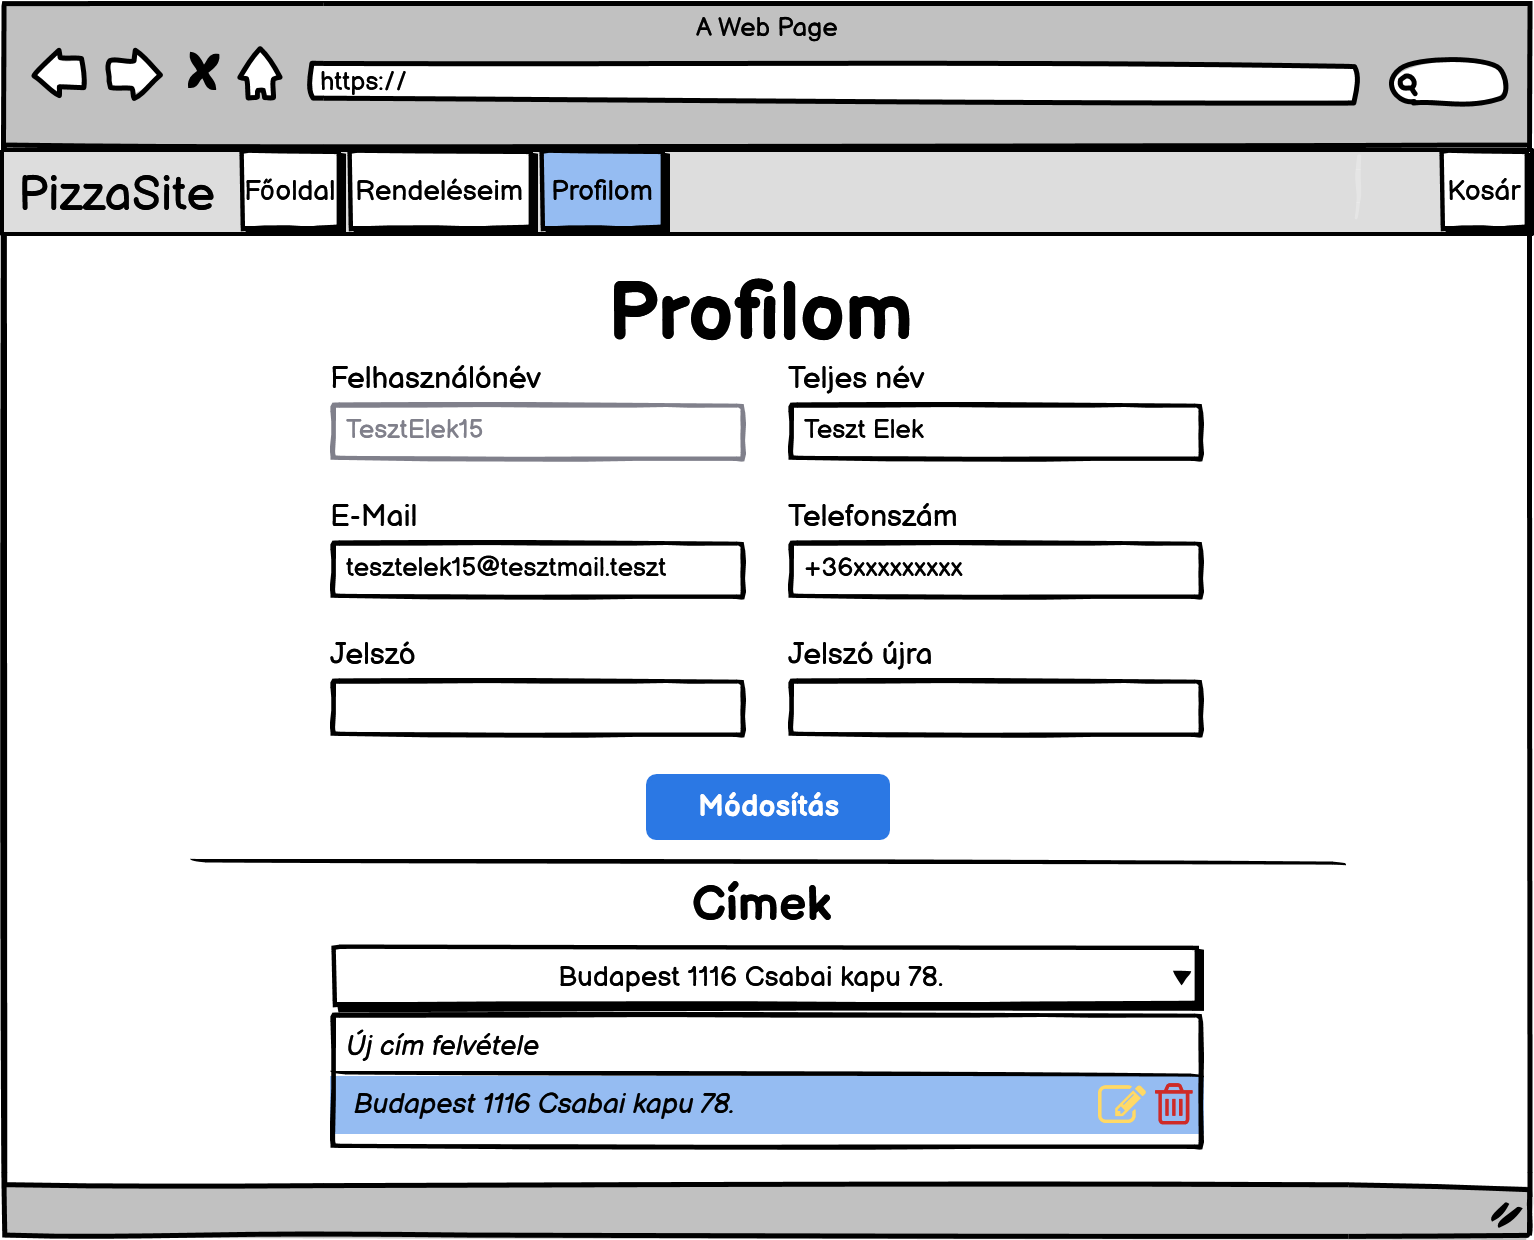 A Web Page
https://
PizzaSite Főoldal Rendeléseim Profilom Kosár
Profilom
Felhasználónév Teljes név
TesztElek15 Teszt Elek
E-Mail Telefonszám
tesztelek15@tesztmail.teszt +36xxxxxxxxx
Jelszó Jelszó újra
Módosítás
Címek
Budapest 1116 Csabai kapu 78.
Új cím felvétele
Budapest 1116 Csabai kapu 78.